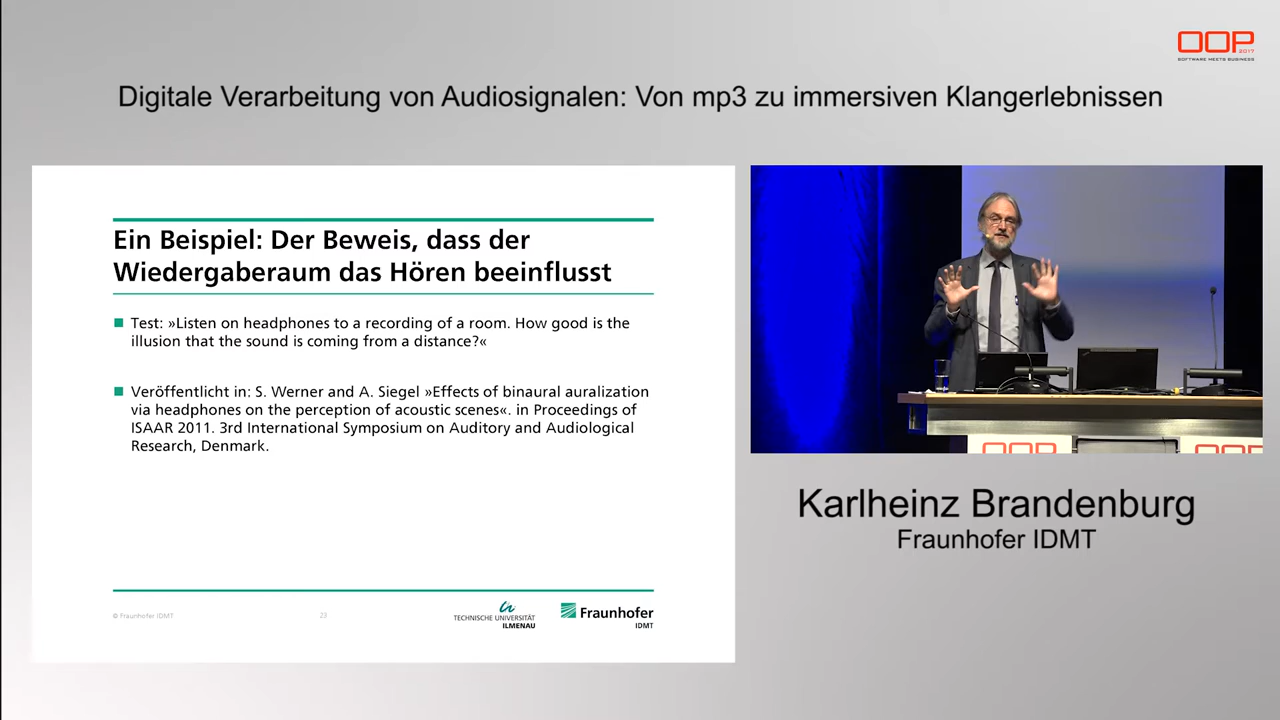 OOP
2017
SOFTWARE MEETS BUSINESS
Digitale Verarbeitung von Audiosignalen: Von mp3 zu immersiven Klangerlebnissen
Ein Beispiel: Der Beweis, dass der
Wiedergaberaum das Hören beeinflusst
Test: »Listen on headphones to a recording of a room. How good is the
illusion that the sound is coming from a distance?«
Veröffentlicht in: S. Werner and A. Siegel »Effects of binaural auralization
via headphones on the perception of acoustic scenes«. in Proceedings of
ISAAR 2011. 3rd International Symposium on Auditory and Audiological
Research, Denmark.
© Fraunhofer IDMT
23
TECHNISCHE UNIVERSITÄT
ILMENAU
Fraunhofer
IDMT
OOP
OOP
Karlheinz Brandenburg
Fraunhofer IDMT